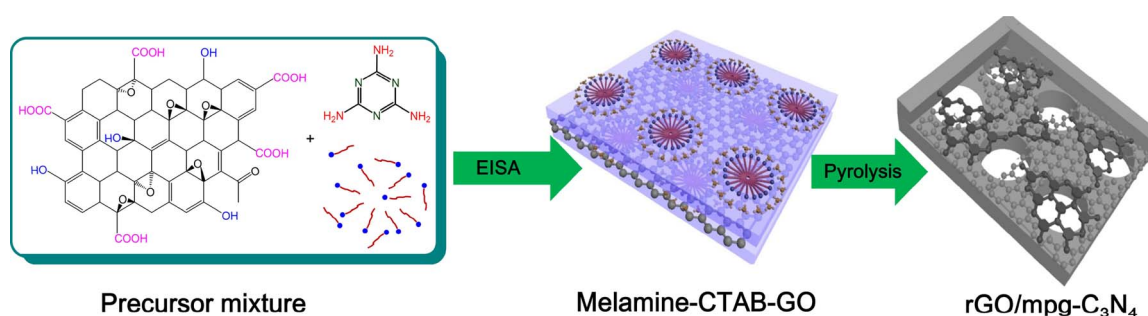 COOH
OH
COOH
HOOC
O
O
O
O
HO
COOH
HO
O
O
O
O
OH
COOH
NH₂
N
N
N
H₂N
NH₂
+
EISA
Pyrolysis
Precursor mixture
Melamine-CTAB-GO
rGO/mpg-C₃N₄